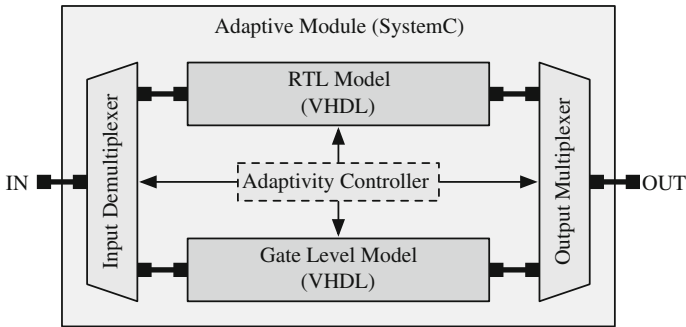 Adaptive Module (SystemC)
RTL Model
(VHDL)
Input Demultiplexer
Output Multiplexer
IN
Adaptivity Controller
OUT
Gate Level Model
(VHDL)